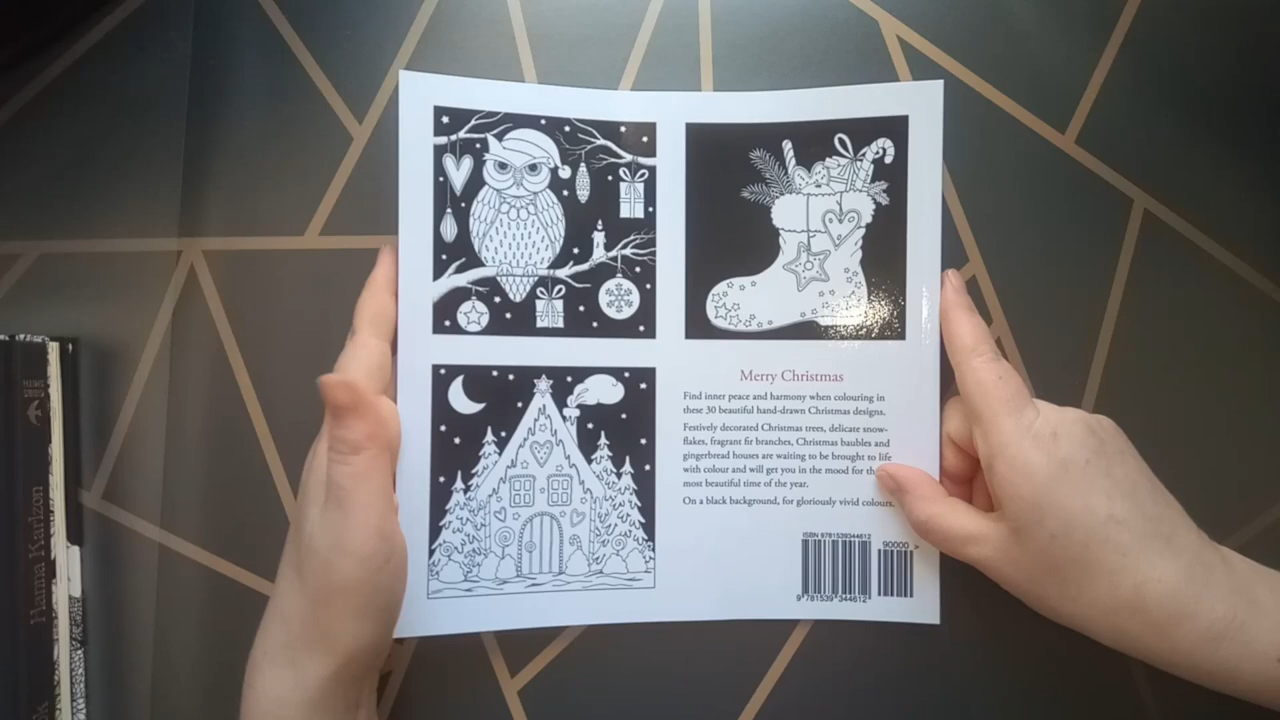 Merry Christmas
Find inner peace and harmony when colouring in
these 30 beautiful hand-drawn Christmas designs.
Festively decorated Christmas trees, delicate snow-
flakes, fragrant fir branches, Christmas baubles and
gingerbread houses are waiting to be brought to life
with colour and will get you in the mood for the
most beautiful time of the year.
On a black background, for gloriously vivid colours.
ISBN 9781539344612
90000 >
9 781539 344612
Hanna Karlzon
GIBBS
SMITH